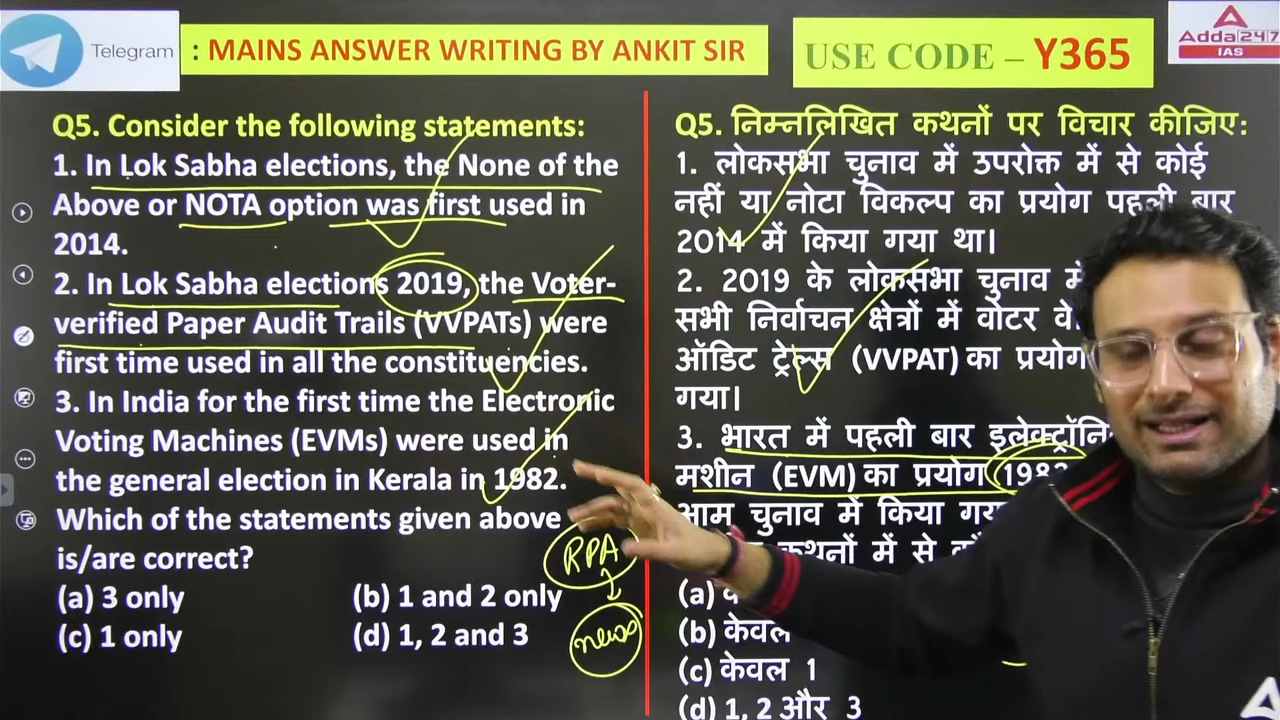 Telegram
: MAINS ANSWER WRITING BY ANKIT SIR
USE CODE – Y365
Adda247
IAS
Q5. Consider the following statements:
1. In Lok Sabha elections, the None of the
Above or NOTA option was first used in
2014.
2. In Lok Sabha elections 2019, the Voter-
verified Paper Audit Trails (VVPATs) were
first time used in all the constituencies.
3. In India for the first time the Electronic
Voting Machines (EVMs) were used in
the general election in Kerala in 1982.
Which of the statements given above
is/are correct?
(a) 3 only (b) 1 and 2 only
(c) 1 only (d) 1, 2 and 3
RPA
news
Q5. निम्नलिखित कथनों पर विचार कीजिए:
1. लोकसभा चुनाव में उपरोक्त में से कोई
नहीं या नोटा विकल्प का प्रयोग पहली बार
2014 में किया गया था।
2. 2019 के लोकसभा चुनाव में
सभी निर्वाचन क्षेत्रों में वोटर
ऑडिट ट्रेल्स (VVPAT) का प्रयोग
गया।
3. भारत में पहली बार
मशीन (EVM) का प्रयोग 1982
आम चुनाव में किया
कथनों में से
(a)
(b) केवल
(c) केवल 1
(d) 1, 2 और 3